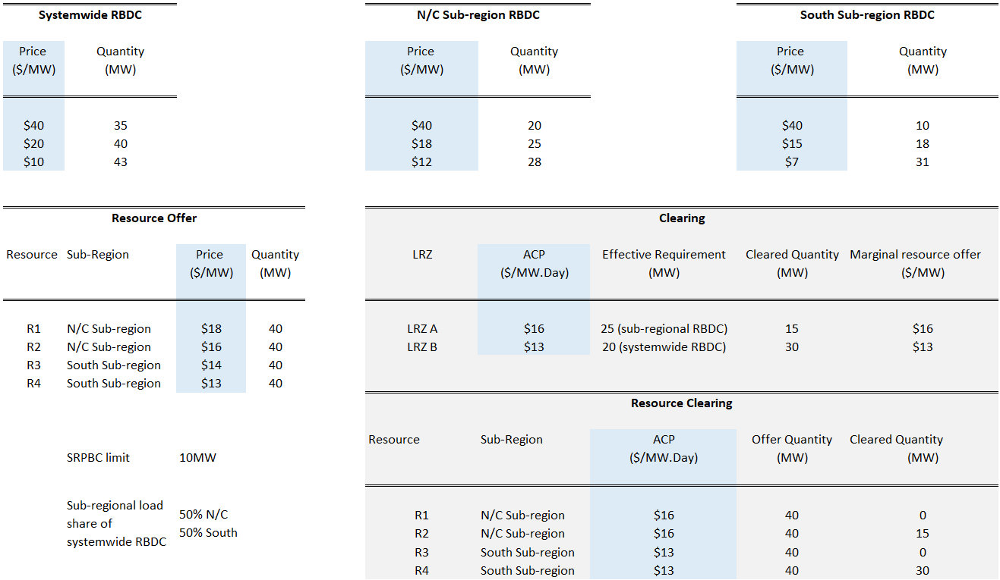 Systemwide RBDC
Price Quantity
($/MW) (MW)
$40 35
$20 40
$10 43
N/C Sub-region RBDC
Price Quantity
($/MW) (MW)
$40 20
$18 25
$12 28
South Sub-region RBDC
Price Quantity
($/MW) (MW)
$40 10
$15 18
$7 31
Resource Offer
Resource Sub-Region Price Quantity
($/MW) (MW)
R1 N/C Sub-region $18 40
R2 N/C Sub-region $16 40
R3 South Sub-region $14 40
R4 South Sub-region $13 40
SRPBC limit 10MW
Sub-regional load
share of
systemwide RBDC
50% N/C
50% South
Clearing
LRZ ACP Effective Requirement Cleared Quantity Marginal resource offer
($/MW.Day) (MW) (MW) ($/MW)
LRZ A $16 25 (sub-regional RBDC) 15 $16
LRZ B $13 20 (systemwide RBDC) 30 $13
Resource Clearing
Resource Sub-Region ACP Offer Quantity Cleared Quantity
($/MW.Day) (MW) (MW)
R1 N/C Sub-region $16 40 0
R2 N/C Sub-region $16 40 15
R3 South Sub-region $13 40 0
R4 South Sub-region $13 40 30